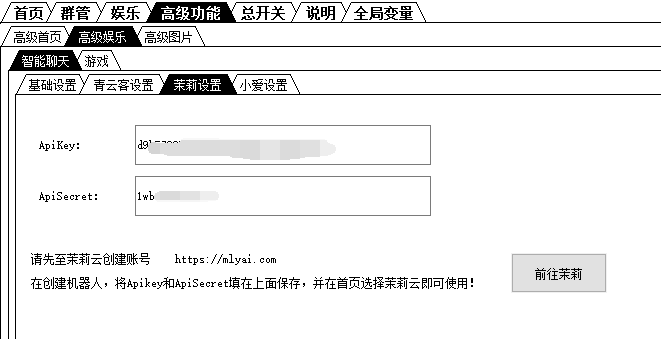 首页 群管 娱乐 高级功能 总开关 说明 全局变量
高级首页 高级娱乐 高级图片
智能聊天 游戏
基础设置 青云客设置 茉莉设置 小爱设置
ApiKey:
ApiSecret: 1wb
请先至茉莉云创建账号 https://mlyai.com
在创建机器人，将Apikey和ApiSecret填在上面保存，并在首页选择茉莉云即可使用！ 前往茉莉